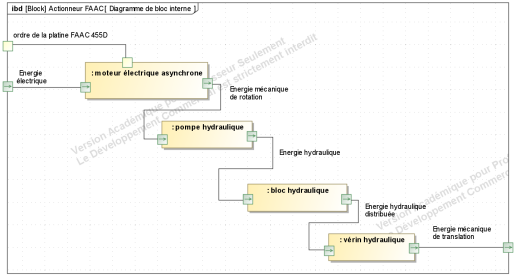 ibd [Block] Actionneur FAAC[ Diagramme de bloc interne ]
ordre de la platine FAAC 455D
Energie
électrique
: moteur électrique asynchrone
Energie mécanique
de rotation
: pompe hydraulique
Energie hydraulique
: bloc hydraulique
Energie hydraulique
distribuée
: vérin hydraulique
Energie mécanique
de translation
Version Académique pour Professeur Seulement
Le Développement Commercial est strictement interdit
Version Académique pour Pro
Le Développement Commerc